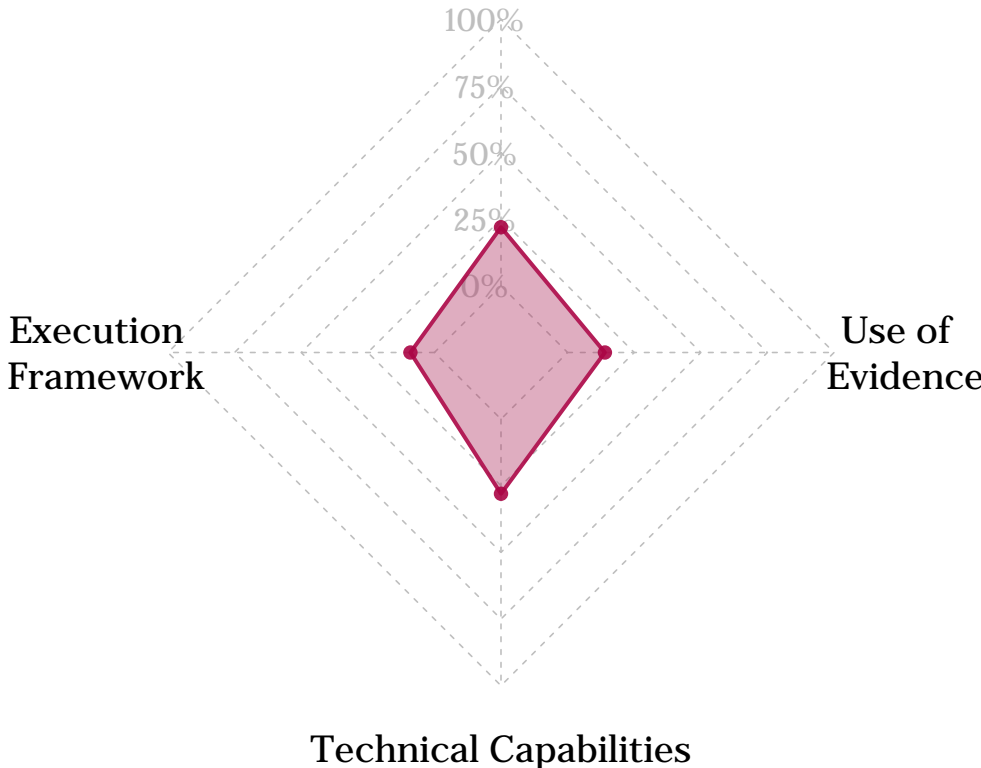 100%
75%
50%
25%
0%
Execution
Framework
Use of
Evidence
Technical Capabilities